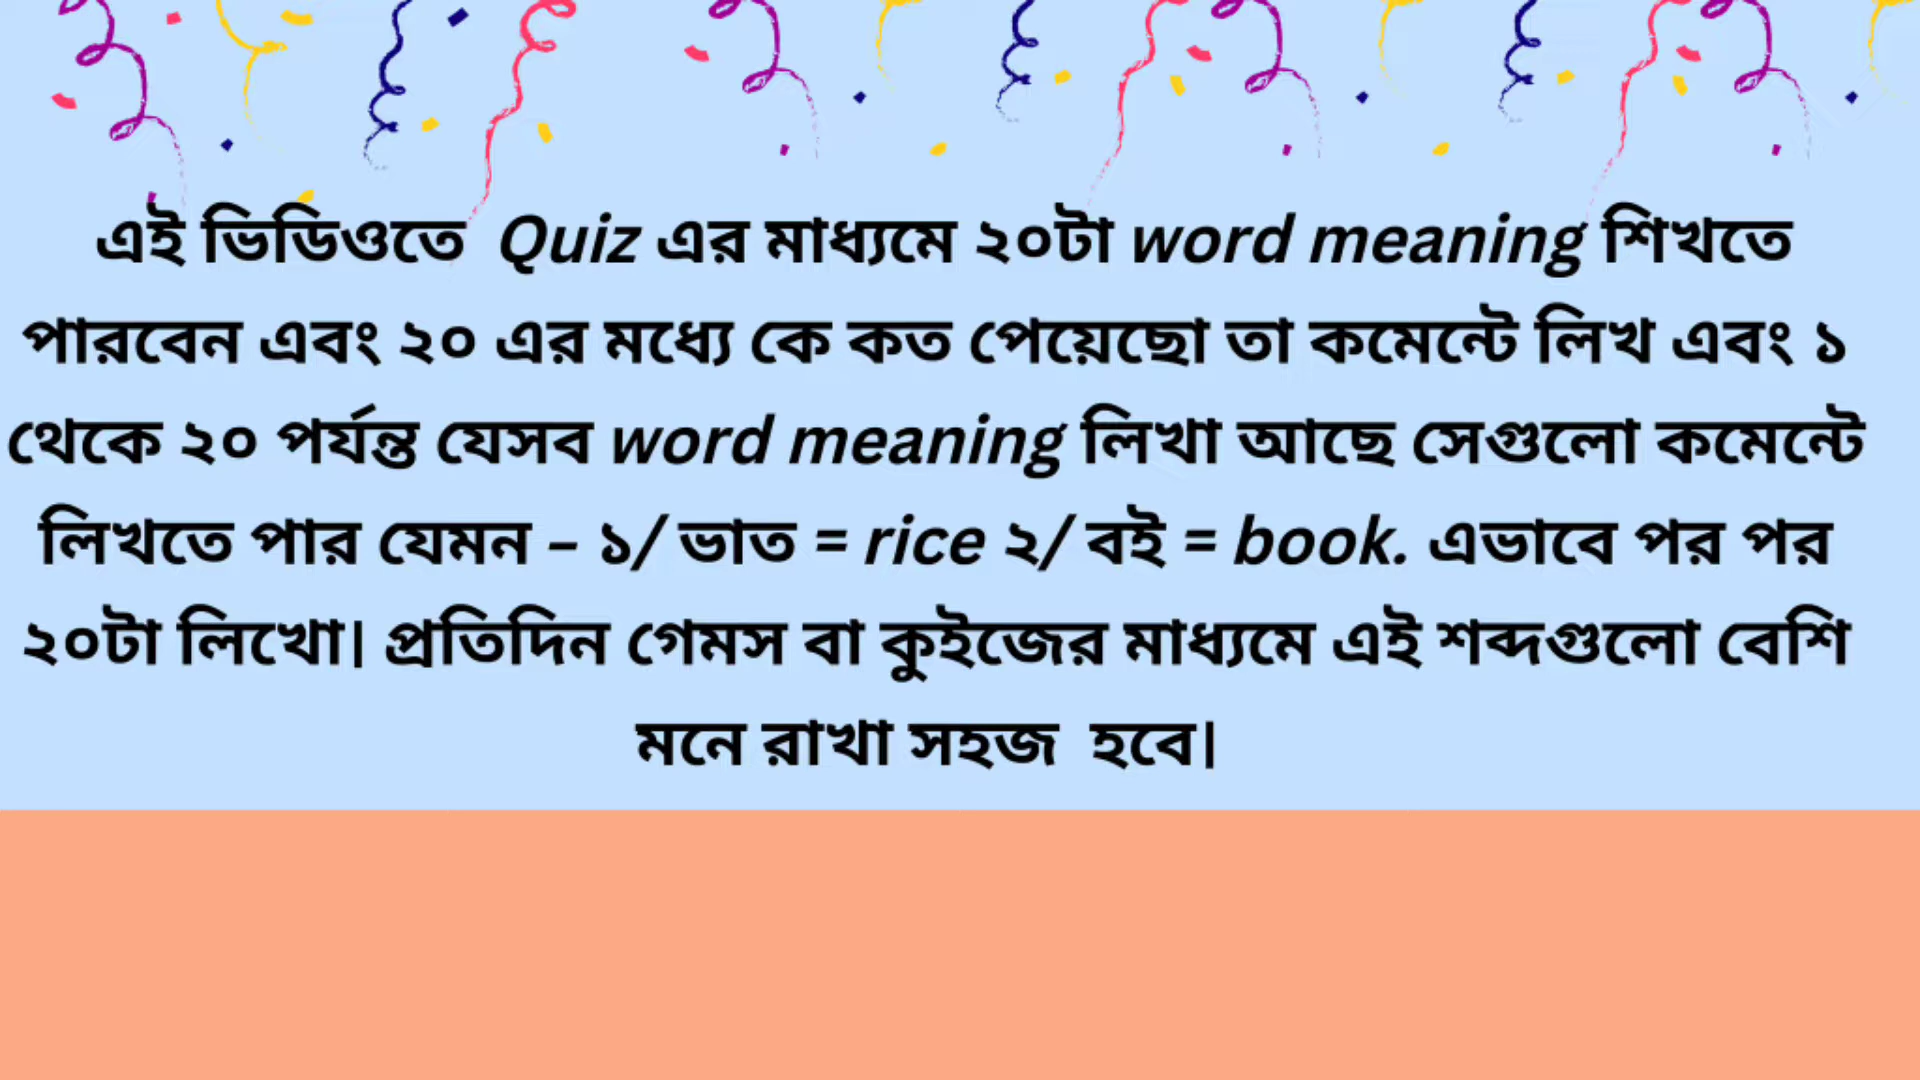 এই ভিডিওতে Quiz এর মাধ্যমে ২০টা word meaning শিখতে
পারবেন এবং ২০ এর মধ্যে কে কত পেয়েছো তা কমেন্টে লিখ এবং ১
থেকে ২০ পর্যন্ত যেসব word meaning লিখা আছে সেগুলো কমেন্টে
লিখতে পার যেমন – ১/ ভাত = rice ২/ বই = book. এভাবে পর পর
২০টা লিখো। প্রতিদিন গেমস বা কুইজের মাধ্যমে এই শব্দগুলো বেশি
মনে রাখা সহজ হবে।